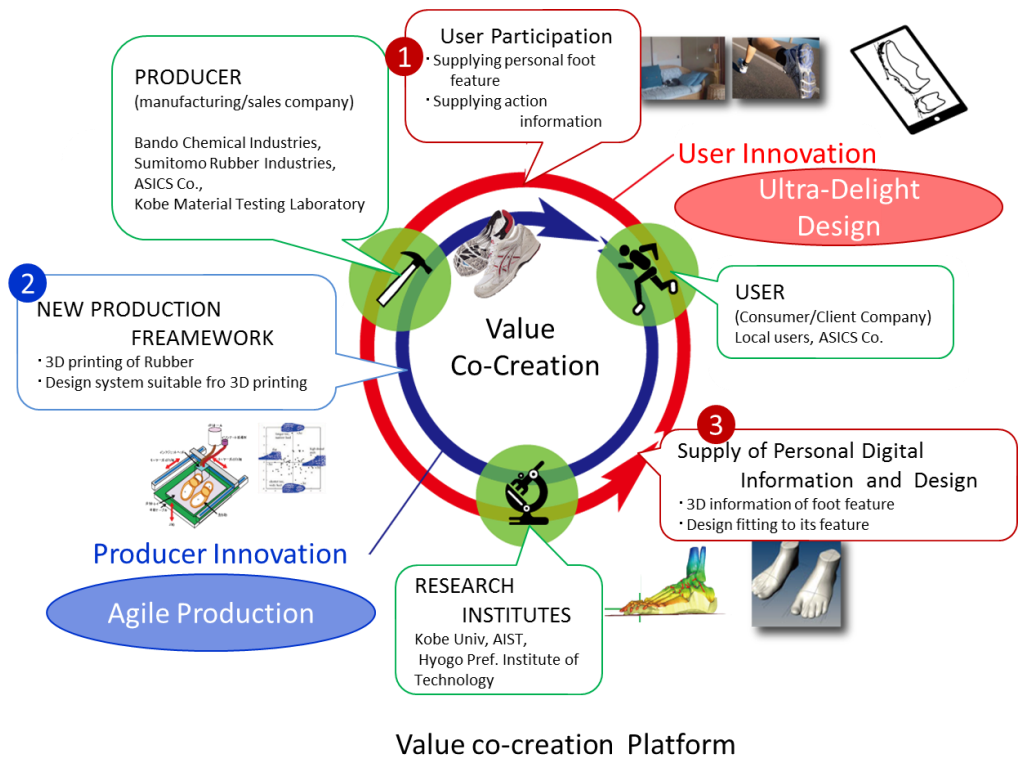 1
User Participation
・Supplying personal foot
feature
・Supplying action
information
PRODUCER
(manufacturing/sales company)
Bando Chemical Industries,
Sumitomo Rubber Industries,
ASICS Co.,
Kobe Material Testing Laboratory
User Innovation
Ultra-Delight
Design
2
NEW PRODUCTION
FREAMEWORK
・3D printing of Rubber
・Design system suitable fro 3D printing
USER
(Consumer/Client Company)
Local users, ASICS Co.
Value
Co-Creation
3
Supply of Personal Digital
Information and Design
・3D information of foot feature
・Design fitting to its feature
Producer Innovation
Agile Production
RESEARCH
INSTITUTES
Kobe Univ, AIST,
Hyogo Pref. Institute of
Technology
Value co-creation Platform